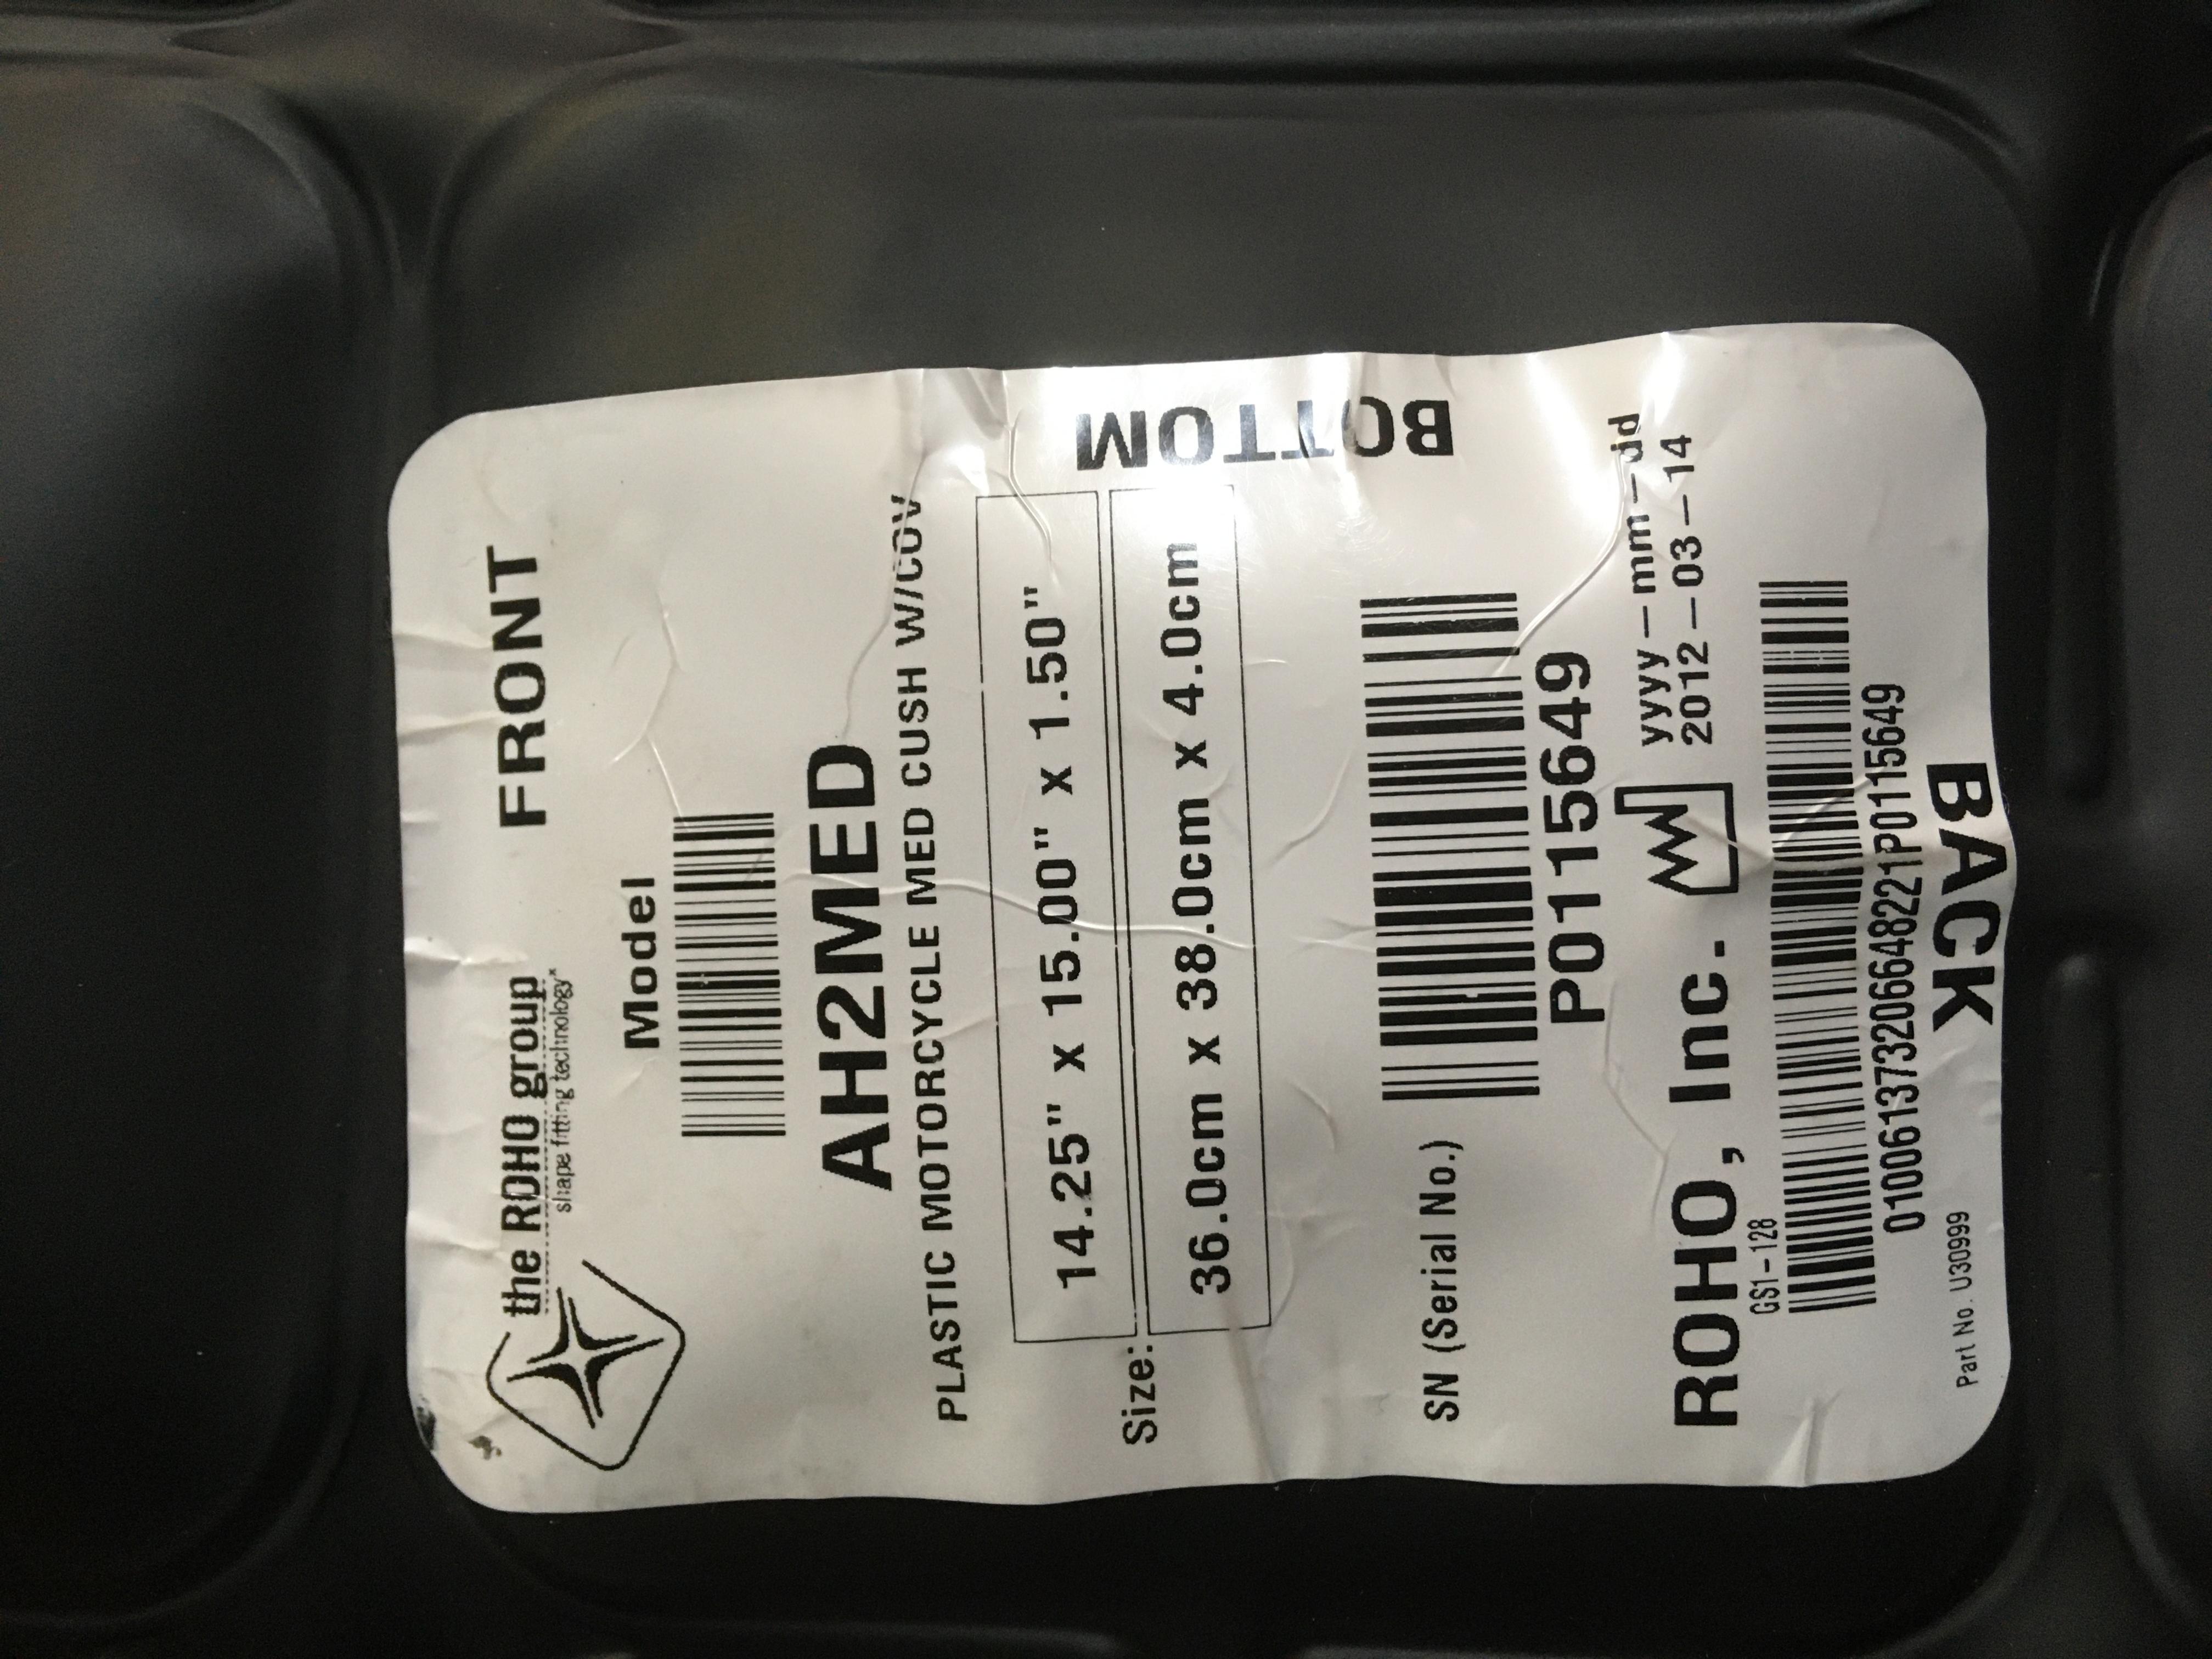 the ROHO group
shape fitting technology
FRONT
Model
AH2MED
PLASTIC MOTORCYCLE MED CUSH W/COV
Size:
14.25" x 15.00" x 1.50"
36.0cm x 38.0cm x 4.0cm
BOTTOM
SN (Serial No.)
P0115649
ROHO, Inc.
yyyy-mm-dd
2012-03-14
GS1-128
0100613732066482​21P0115649
Part No. U30999
BACK